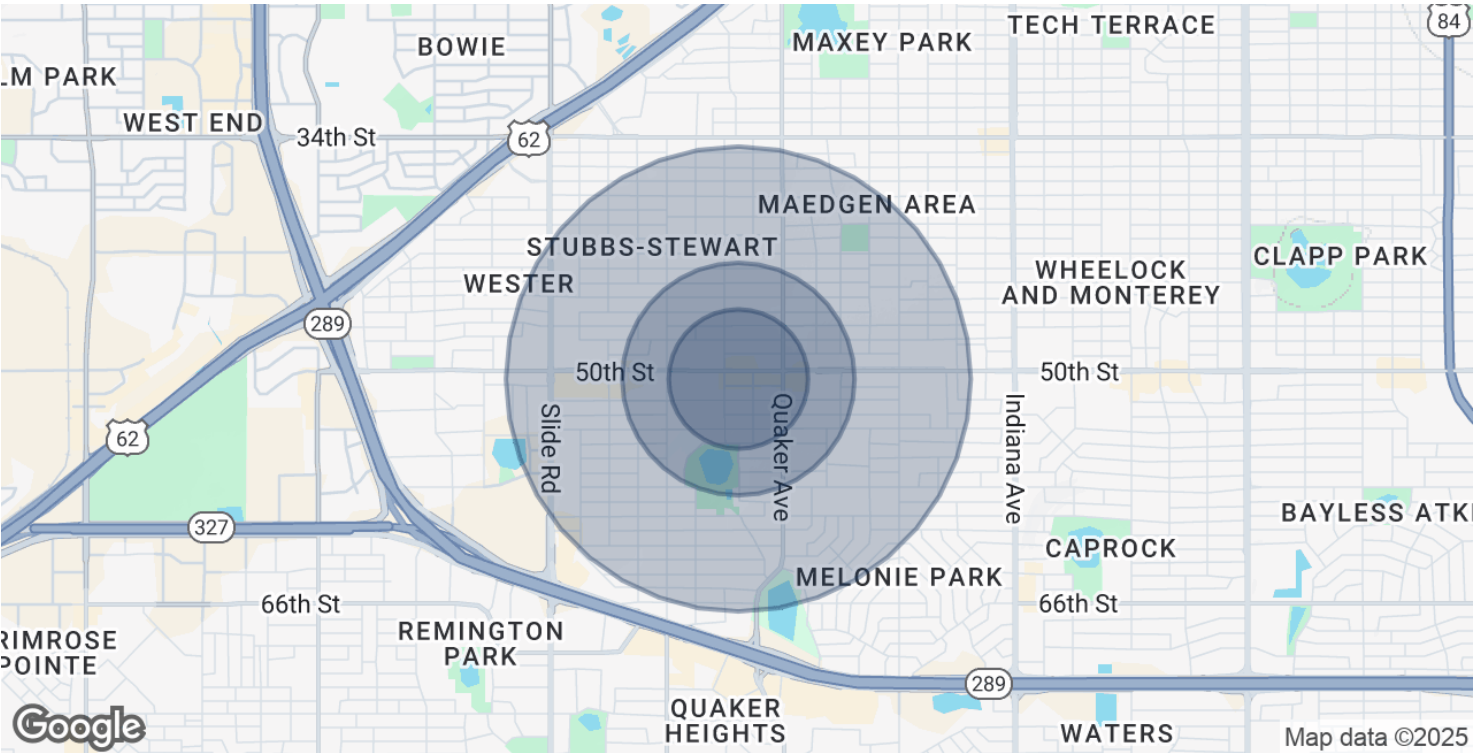 TECH TERRACE
84
BOWIE
MAXEY PARK
LM PARK
WEST END
34th St
62
MAEDGEN AREA
STUBBS-STEWART
WESTER
CLAPP PARK
WHEELOCK
AND MONTEREY
289
50th St
50th St
62
Slide Rd
Quaker Ave
Indiana Ave
327
BAYLESS ATKI
CAPROCK
MELONIE PARK
66th St
66th St
RIMROSE
POINTE
REMINGTON
PARK
289
QUAKER
HEIGHTS
WATERS
Google
Map data ©2025